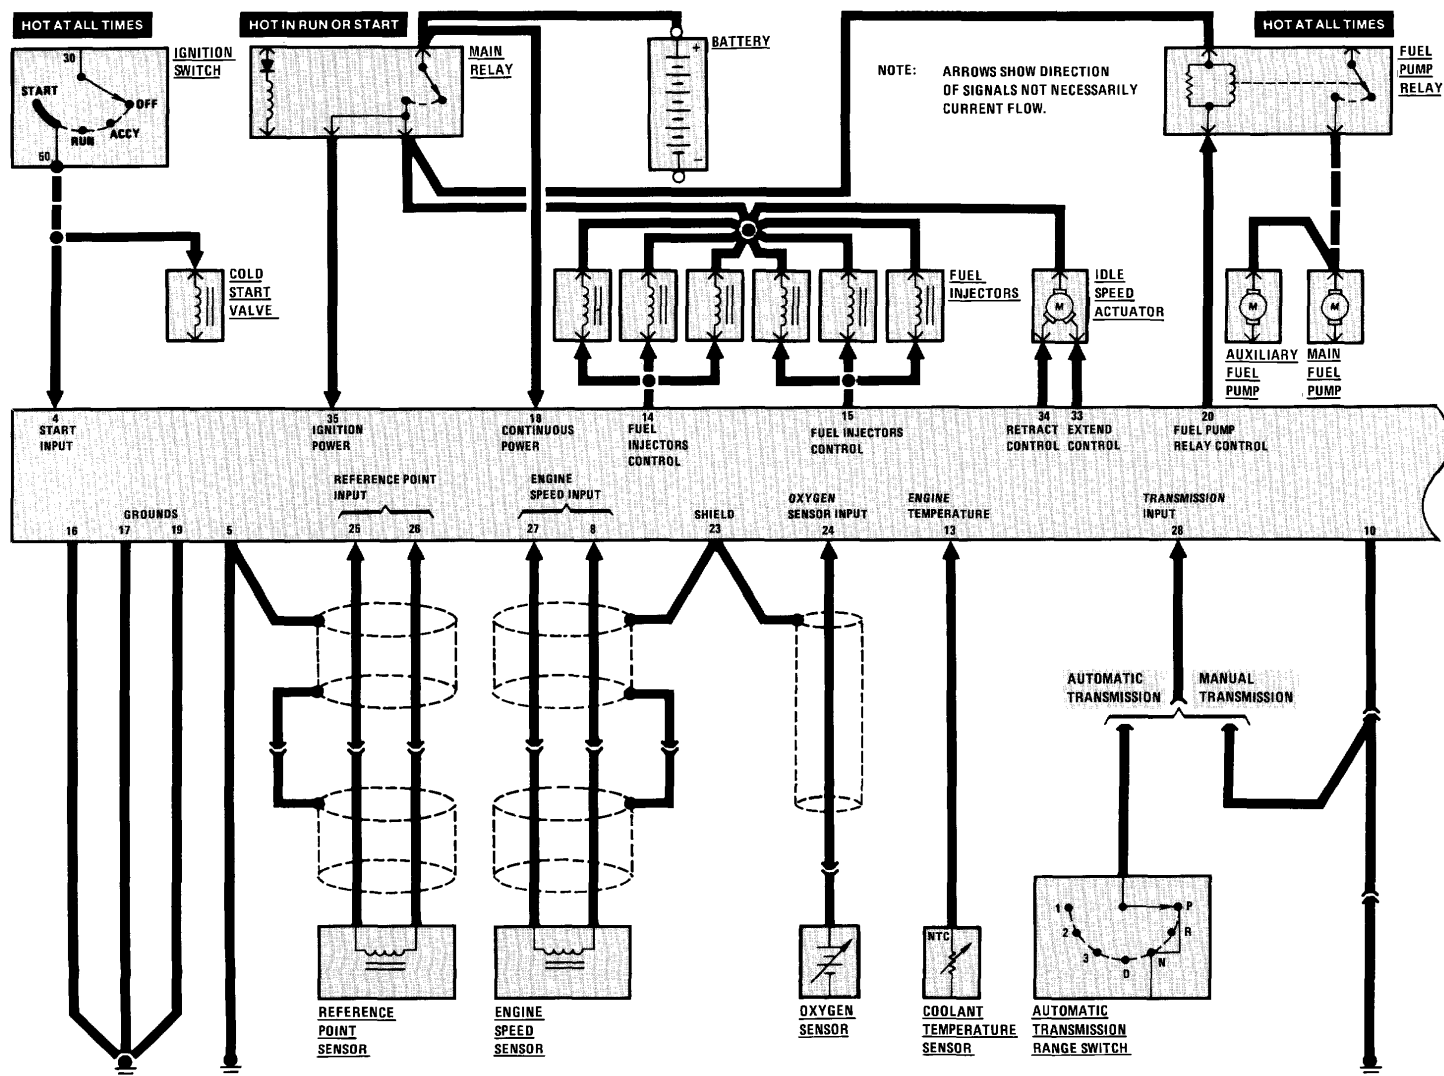 HOT AT ALL TIMES
HOT IN RUN OR START
HOT AT ALL TIMES
30
START
OFF
ACCY
RUN
50
IGNITION
SWITCH
MAIN
RELAY
+
-
BATTERY
NOTE: ARROWS SHOW DIRECTION
OF SIGNALS NOT NECESSARILY
CURRENT FLOW.
FUEL
PUMP
RELAY
COLD
START
VALVE
FUEL
INJECTORS
M
IDLE
SPEED
ACTUATOR
M
M
AUXILIARY
FUEL
PUMP
MAIN
FUEL
PUMP
4
START
INPUT
35
IGNITION
POWER
18
CONTINUOUS
POWER
14
FUEL
INJECTORS
CONTROL
15
FUEL INJECTORS
CONTROL
34
RETRACT
CONTROL
33
EXTEND
CONTROL
20
FUEL PUMP
RELAY CONTROL
GROUNDS
16
17
19
5
REFERENCE POINT
INPUT
25
26
ENGINE
SPEED INPUT
27
8
SHIELD
23
OXYGEN
SENSOR INPUT
24
ENGINE
TEMPERATURE
13
TRANSMISSION
INPUT
28
10
AUTOMATIC
TRANSMISSION
MANUAL
TRANSMISSION
NTC
1
2
3
D
N
R
P
REFERENCE
POINT
SENSOR
ENGINE
SPEED
SENSOR
OXYGEN
SENSOR
COOLANT
TEMPERATURE
SENSOR
AUTOMATIC
TRANSMISSION
RANGE SWITCH